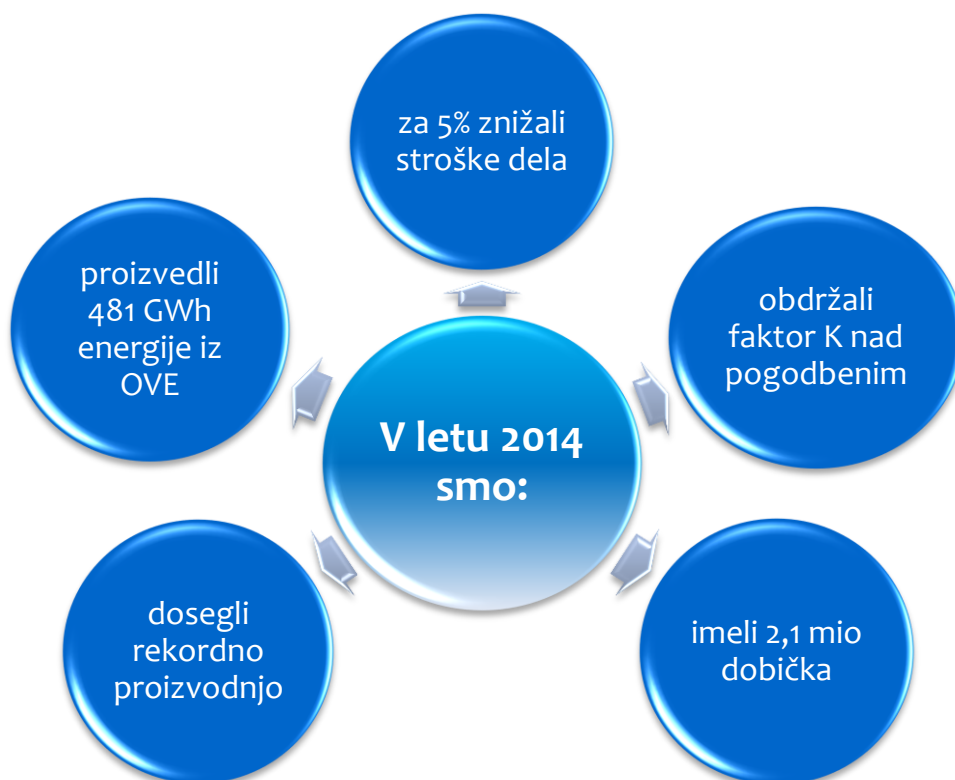 za 5% znižali
stroške dela
proizvedli
481 GWh
energije iz
OVE
obdržali
faktor K nad
pogodbenim
V letu 2014
smo:
dosegli
rekordno
proizvodnjo
imeli 2,1 mio
dobička